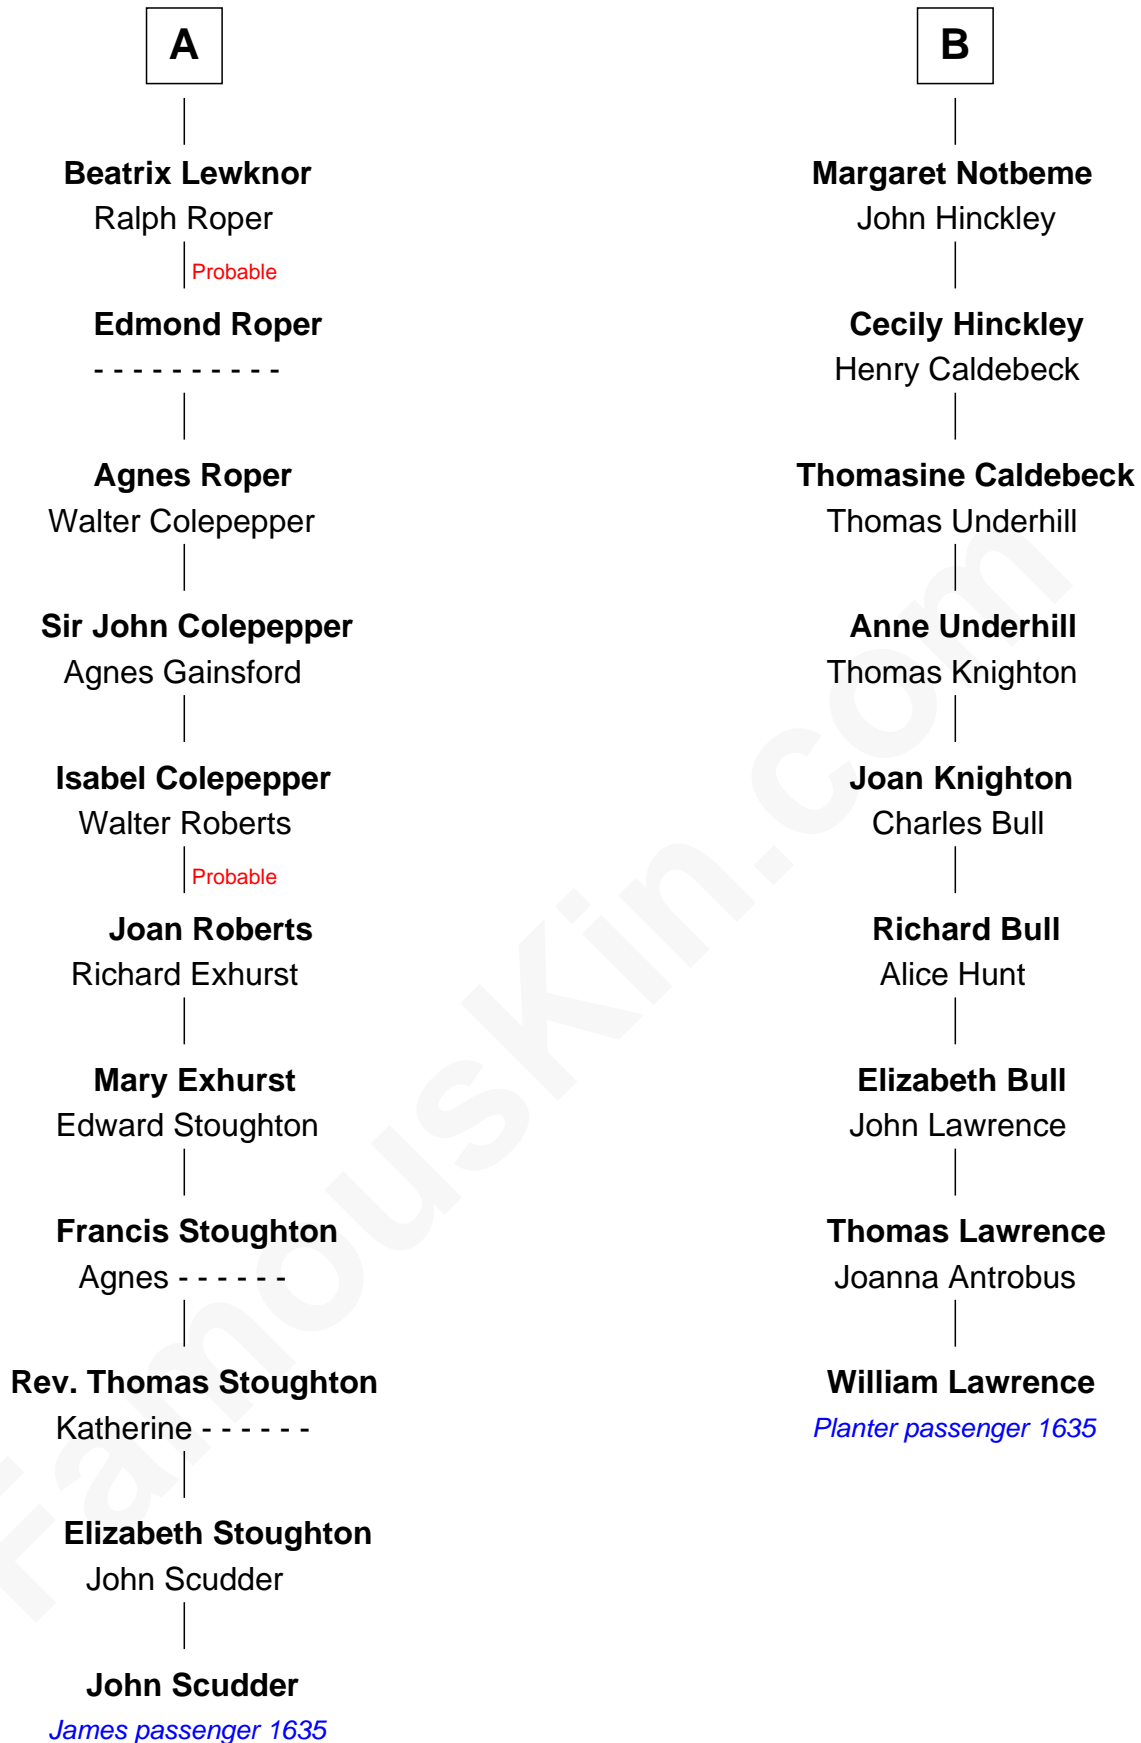 A
Beatrix Lewknor
Ralph Roper
Probable
Edmond Roper
- - - - - - - - - -
Agnes Roper
Walter Colepepper
Sir John Colepepper
Agnes Gainsford
Isabel Colepepper
Walter Roberts
Probable
Joan Roberts
Richard Exhurst
Mary Exhurst
Edward Stoughton
Francis Stoughton
Agnes - - - - - -
Rev. Thomas Stoughton
Katherine - - - - - -
Elizabeth Stoughton
John Scudder
John Scudder
James passenger 1635
B
Margaret Notbeme
John Hinckley
Cecily Hinckley
Henry Caldebeck
Thomasine Caldebeck
Thomas Underhill
Anne Underhill
Thomas Knighton
Joan Knighton
Charles Bull
Richard Bull
Alice Hunt
Elizabeth Bull
John Lawrence
Thomas Lawrence
Joanna Antrobus
William Lawrence
Planter passenger 1635
FamousKin.com